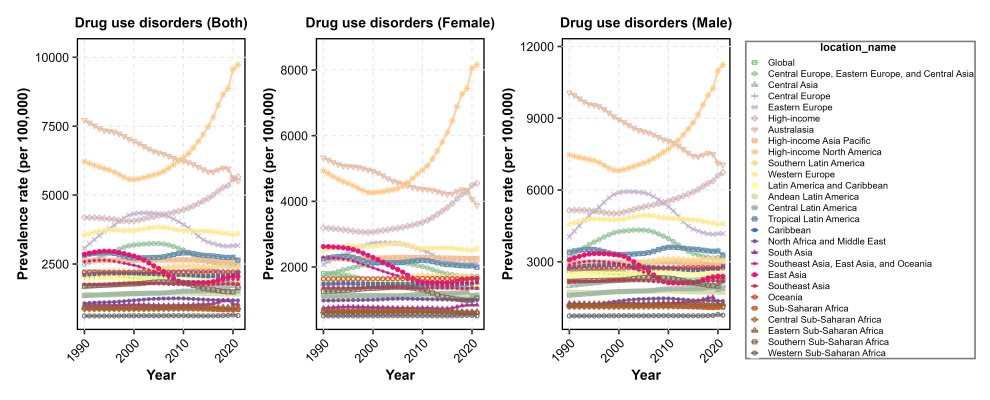 Drug use disorders (Both)
Drug use disorders (Female)
Drug use disorders (Male)
Prevalence rate (per 100,000)
10000
7500
5000
2500
1990
2000
2010
2020
Year
Prevalence rate (per 100,000)
8000
6000
4000
2000
1990
2000
2010
2020
Year
Prevalence rate (per 100,000)
12000
9000
6000
3000
1990
2000
2010
2020
Year
location_name
Global
Central Europe, Eastern Europe, and Central Asia
Central Asia
Central Europe
Eastern Europe
High-income
Australasia
High-income Asia Pacific
High-income North America
Southern Latin America
Western Europe
Latin America and Caribbean
Andean Latin America
Central Latin America
Tropical Latin America
Caribbean
North Africa and Middle East
South Asia
Southeast Asia, East Asia, and Oceania
East Asia
Southeast Asia
Oceania
Sub-Saharan Africa
Central Sub-Saharan Africa
Eastern Sub-Saharan Africa
Southern Sub-Saharan Africa
Western Sub-Saharan Africa